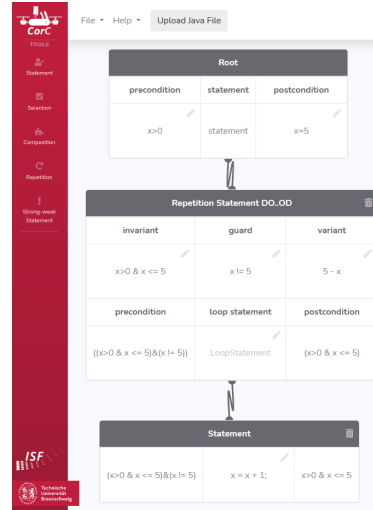 CorC
File Help Upload Java File
TOOLS
Statement
Selection
Composition
Repetition
Strong-weak
Statement
Root
precondition statement postcondition
x>0 statement x=5
Repetition Statement DO..OD
invariant guard variant
x>0 & x <= 5 x != 5 5 - x
precondition loop statement postcondition
((x>0 & x <= 5)&(x != 5)) LoopStatement (x>0 & x <= 5)
Statement
(x>0 & x <= 5)&(x != 5) x = x + 1; x>0 & x <= 5
ISF
Technische
Universität
Braunschweig